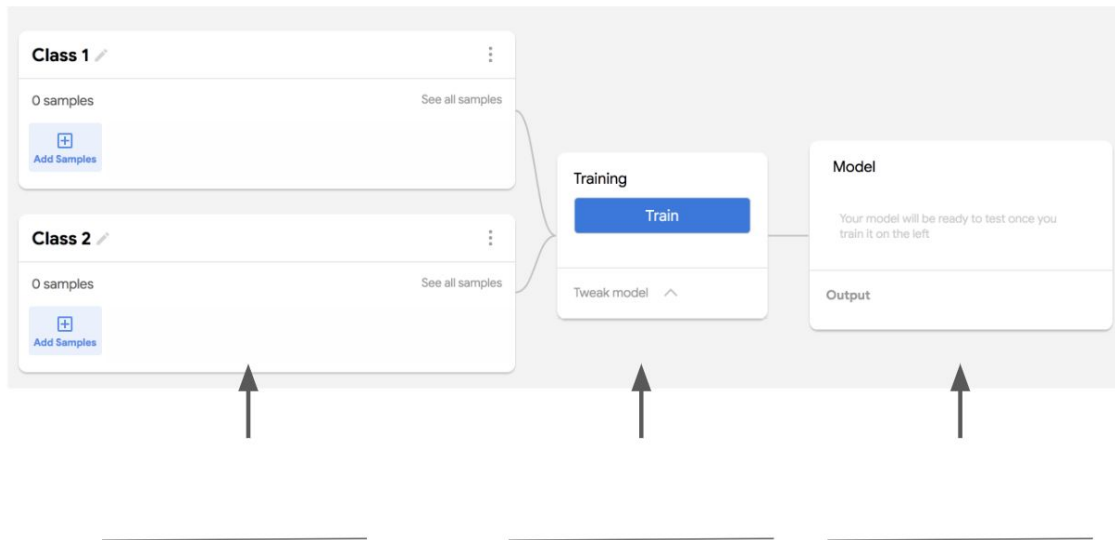 Class 1
0 samples
See all samples
Add Samples
Class 2
0 samples
See all samples
Add Samples
Training
Train
Tweak model
Model
Your model will be ready to test once you
train it on the left
Output